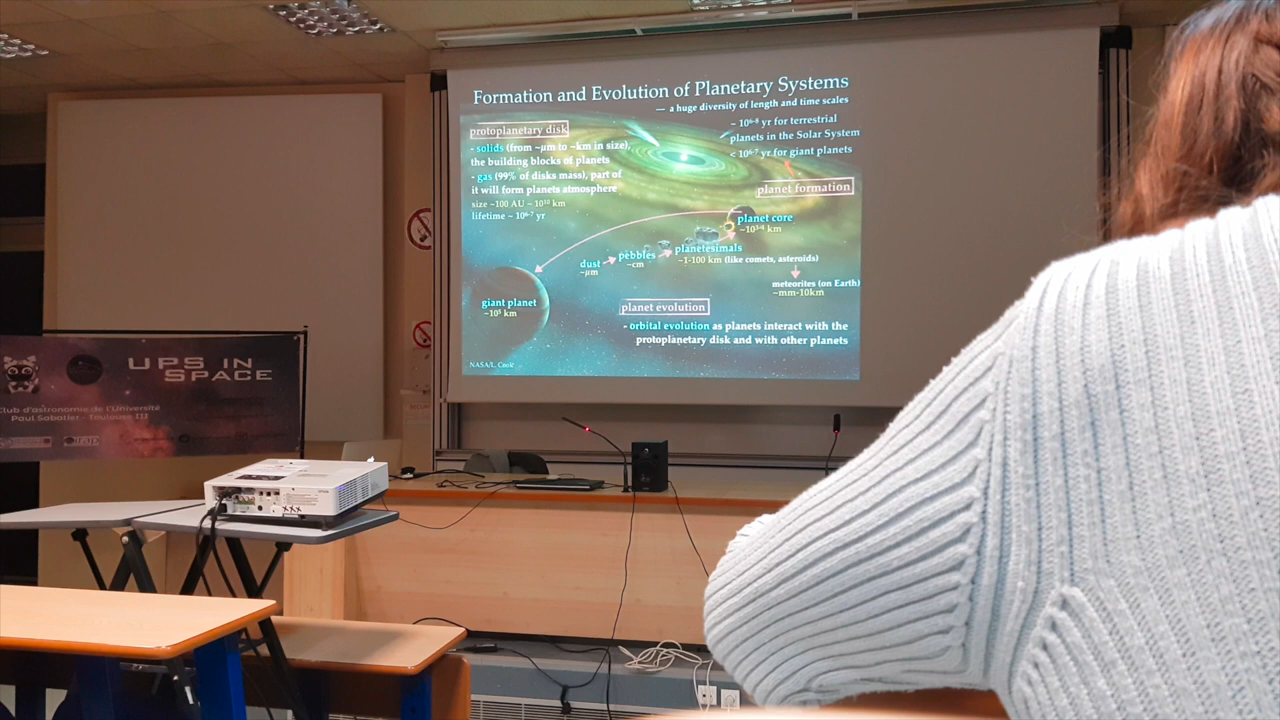 Formation and Evolution of Planetary Systems
— a huge diversity of length and time scales
protoplanetary disk
- solids (from ~μm to ~km in size),
the building blocks of planets
- gas (99% of disks mass), part of
it will form planets atmosphere
size ~100 AU ~ 10¹⁰ km
lifetime ~ 10⁶⁻⁷ yr
~ 10⁶⁻⁸ yr for terrestrial
planets in the Solar System
< 10⁶⁻⁷ yr for giant planets
planet formation
planet core
~10³⁻⁴ km
planetesimals
~1-100 km (like comets, asteroids)
pebbles
~cm
dust
~μm
meteorites (on Earth)
~mm-10km
giant planet
~10⁵ km
planet evolution
- orbital evolution as planets interact with the
protoplanetary disk and with other planets
NASA/L. Cook
UPS IN
SPACE
Club d'astronomie de l'Université
Paul Sabatier - Toulouse III